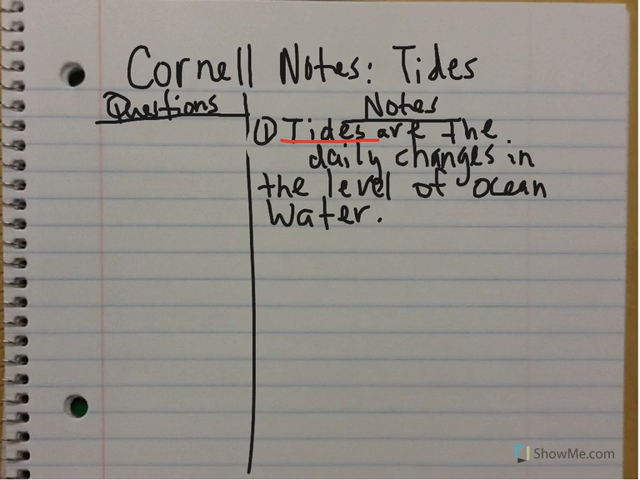 Cornell Notes: Tides
Questions
Notes
① Tides are the
daily changes in
the level of ocean
Water.
ShowMe.com